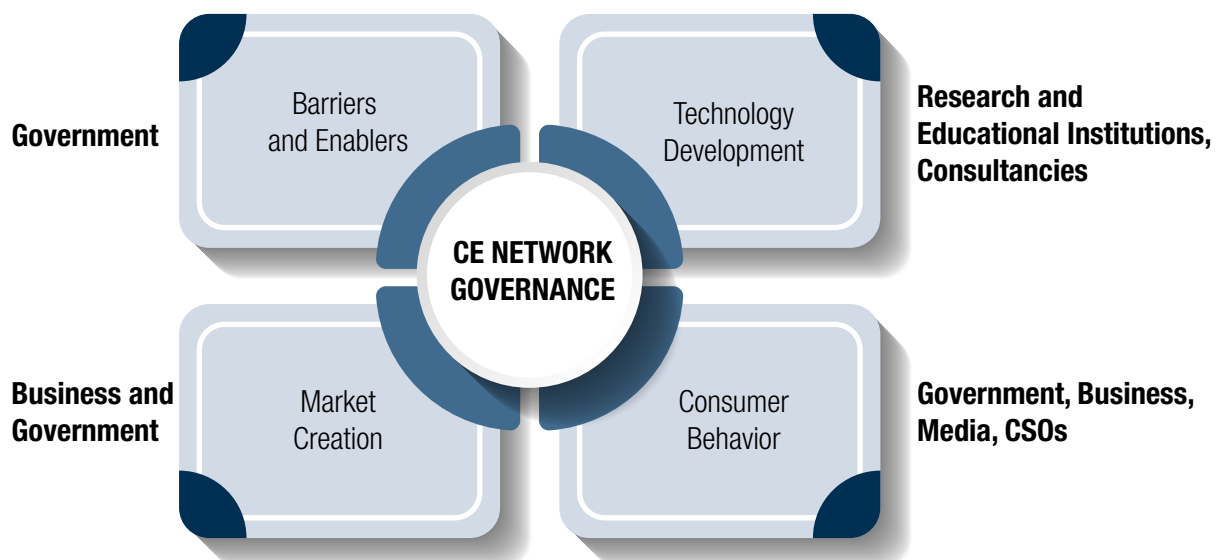 Government
Barriers
and Enablers
Technology
Development
Research and
Educational Institutions,
Consultancies
CE NETWORK
GOVERNANCE
Business and
Government
Market
Creation
Consumer
Behavior
Government, Business,
Media, CSOs